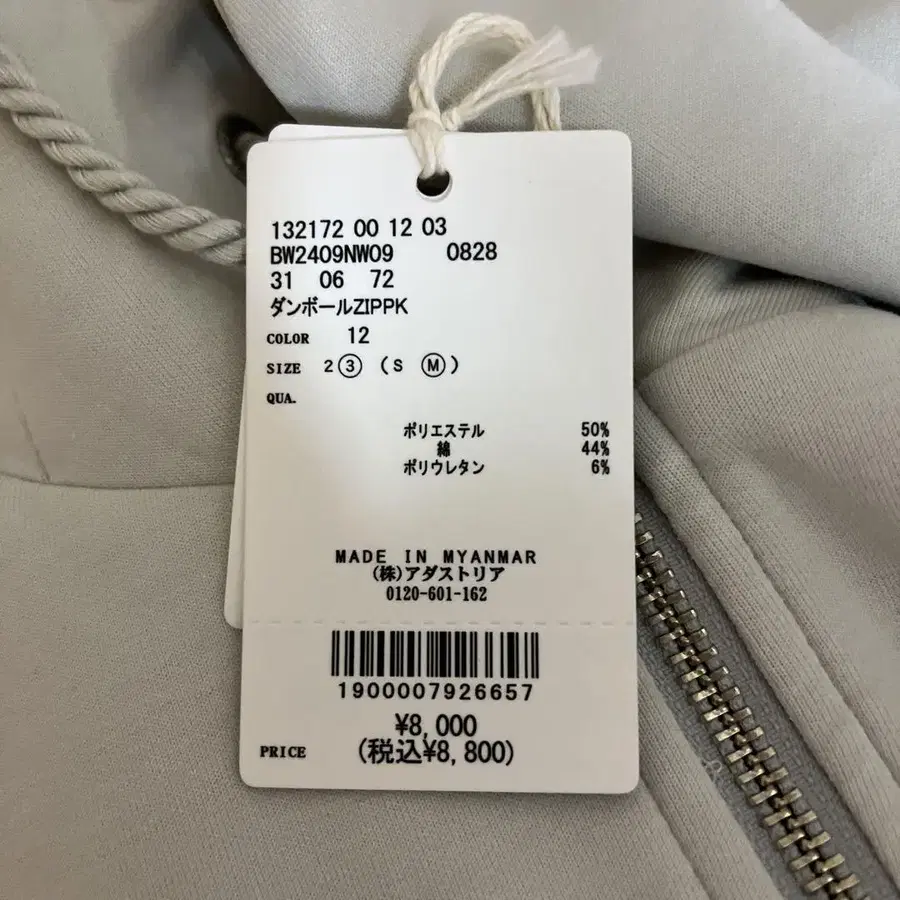 132172 00 12 03
BW2409NW09 0828
31 06 72
ダンボールZIPPK
COLOR 12
SIZE 2 ③ (S Ⓜ)
QUA.
ポリエステル 50%
綿 44%
ポリウレタン 6%
MADE IN MYANMAR
(株)アダストリア
0120-601-162
1900007926657
¥8,000
PRICE (税込¥8,800)